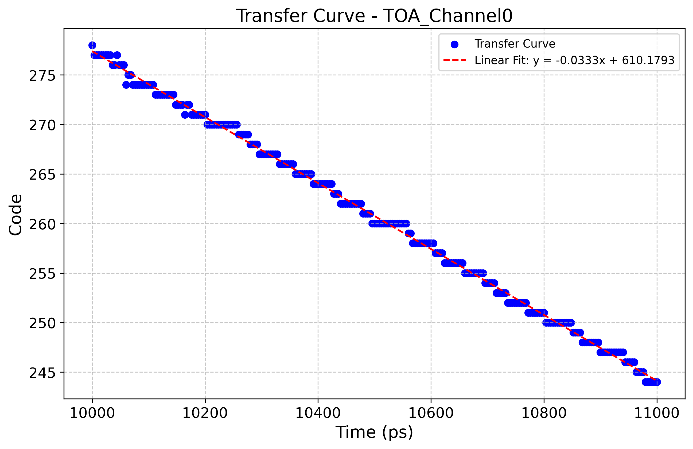 Transfer Curve - TOA_Channel0
Transfer Curve
Linear Fit: y = -0.0333x + 610.1793
Code
275
270
265
260
255
250
245
10000
10200
10400
10600
10800
11000
Time (ps)